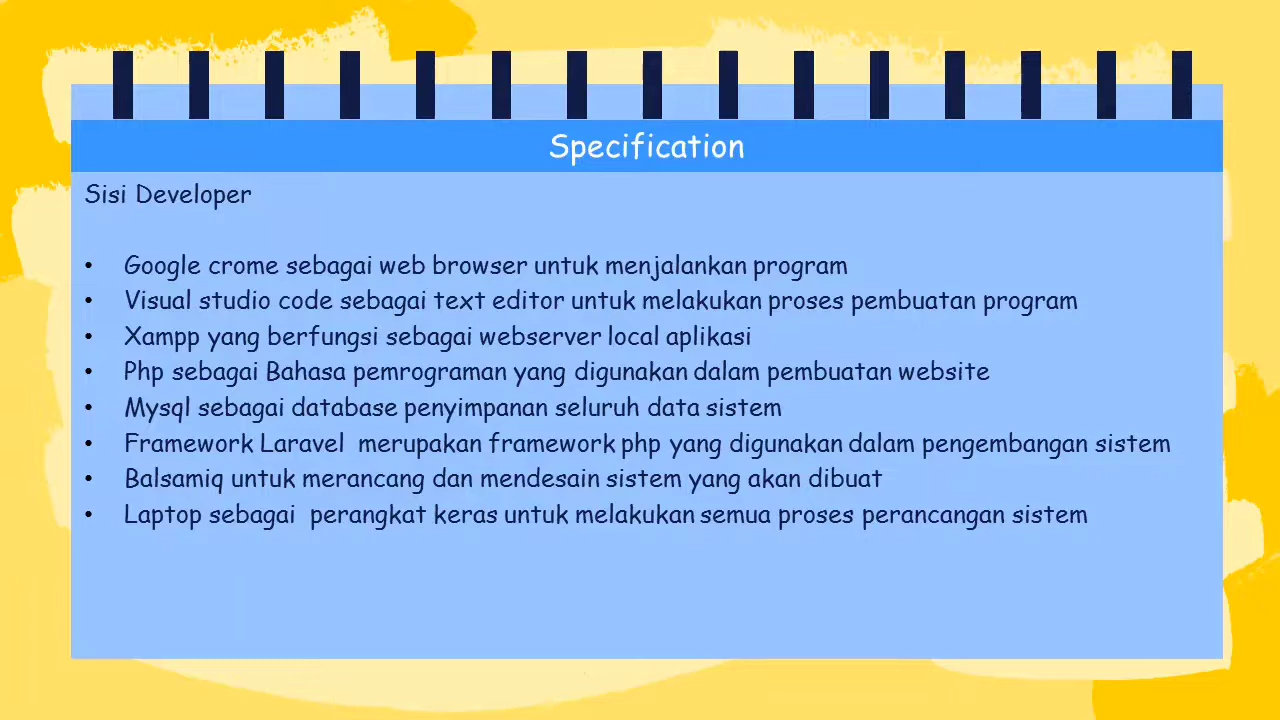 Specification
Sisi Developer
• Google crome sebagai web browser untuk menjalankan program
• Visual studio code sebagai text editor untuk melakukan proses pembuatan program
• Xampp yang berfungsi sebagai webserver local aplikasi
• Php sebagai Bahasa pemrograman yang digunakan dalam pembuatan website
• Mysql sebagai database penyimpanan seluruh data sistem
• Framework Laravel  merupakan framework php yang digunakan dalam pengembangan sistem
• Balsamiq untuk merancang dan mendesain sistem yang akan dibuat
• Laptop sebagai  perangkat keras untuk melakukan semua proses perancangan sistem